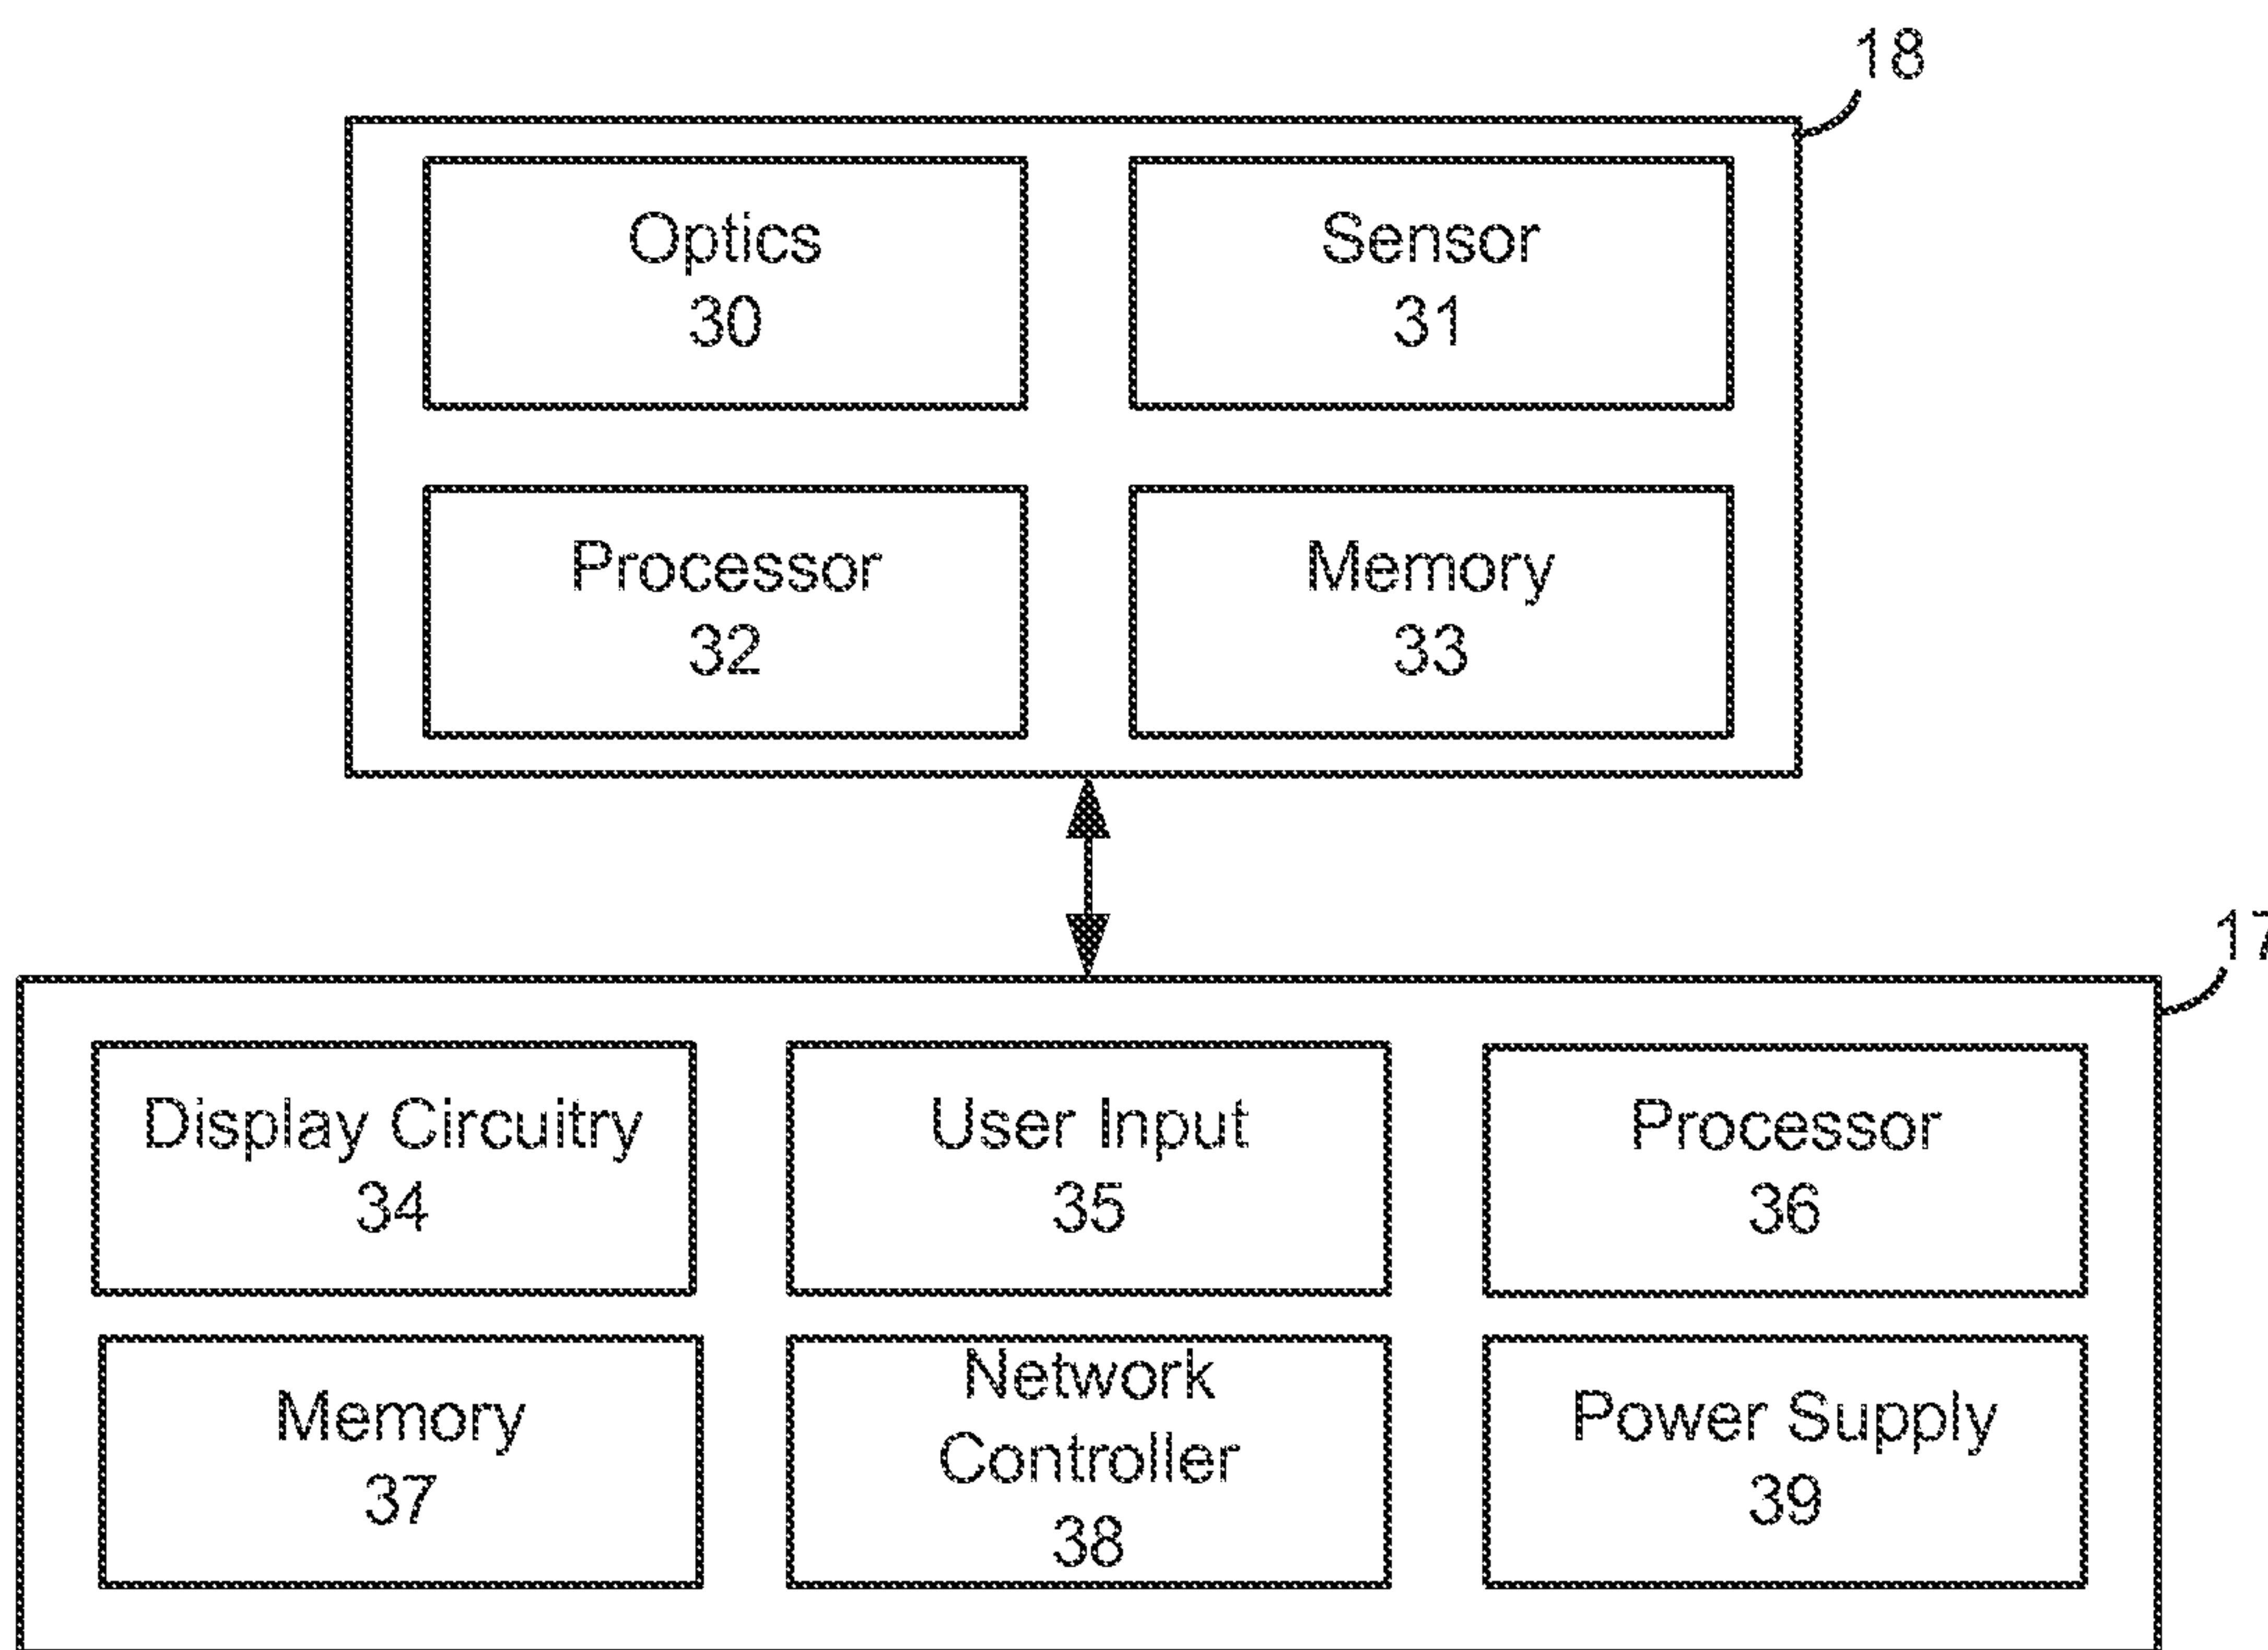 18
Optics
30
Sensor
31
Processor
32
Memory
33
17
Display Circuitry
34
User Input
35
Processor
36
Memory
37
Network
Controller
38
Power Supply
39